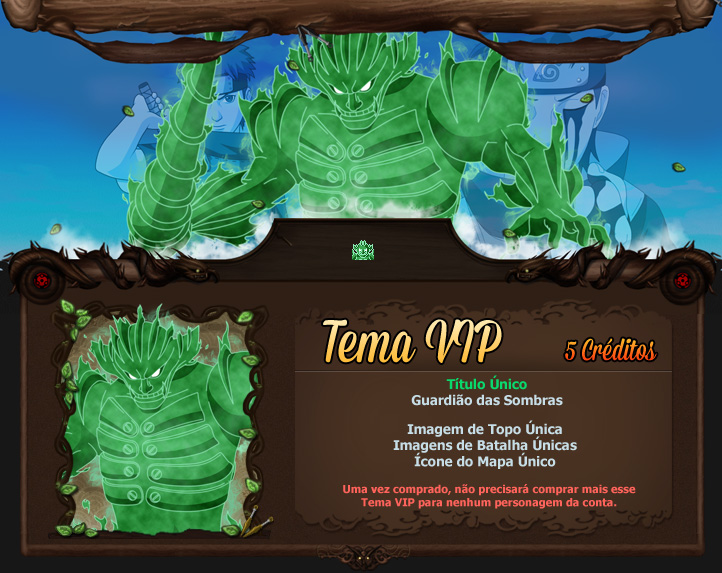 Tema VIP
5 Créditos
Título Único
Guardião das Sombras
Imagem de Topo Única
Imagens de Batalha Únicas
Ícone do Mapa Único
Uma vez comprado, não precisará comprar mais esse
Tema VIP para nenhum personagem da conta.